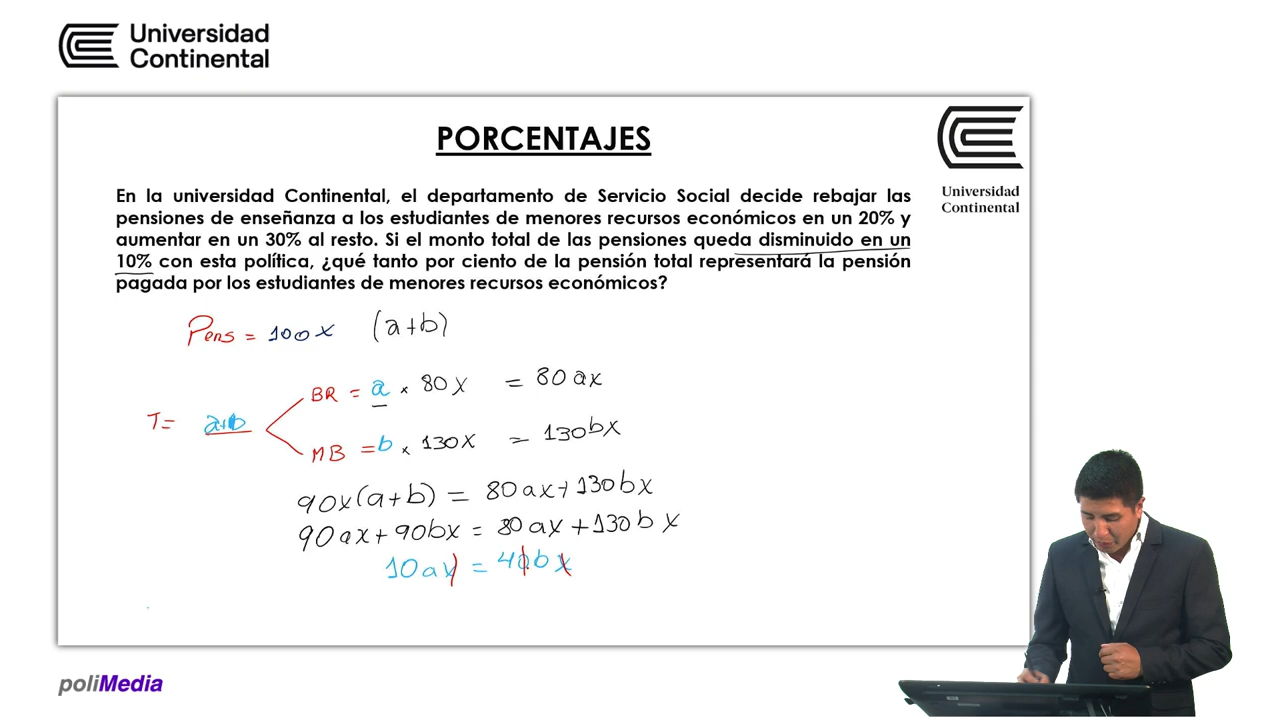 Universidad
Continental
PORCENTAJES
En la universidad Continental, el departamento de Servicio Social decide rebajar las
pensiones de enseñanza a los estudiantes de menores recursos económicos en un 20% y
aumentar en un 30% al resto. Si el monto total de las pensiones queda disminuido en un
10% con esta política, ¿qué tanto por ciento de la pensión total representará la pensión
pagada por los estudiantes de menores recursos económicos?
Universidad
Continental
Pens = 100x (a+b)
BR = a × 80x = 80ax
T = a+b
MB = b × 130x = 130bx
90x(a+b) = 80ax+130bx
90ax+90bx = 80ax+130bx
10ax = 40bx
poliMedia